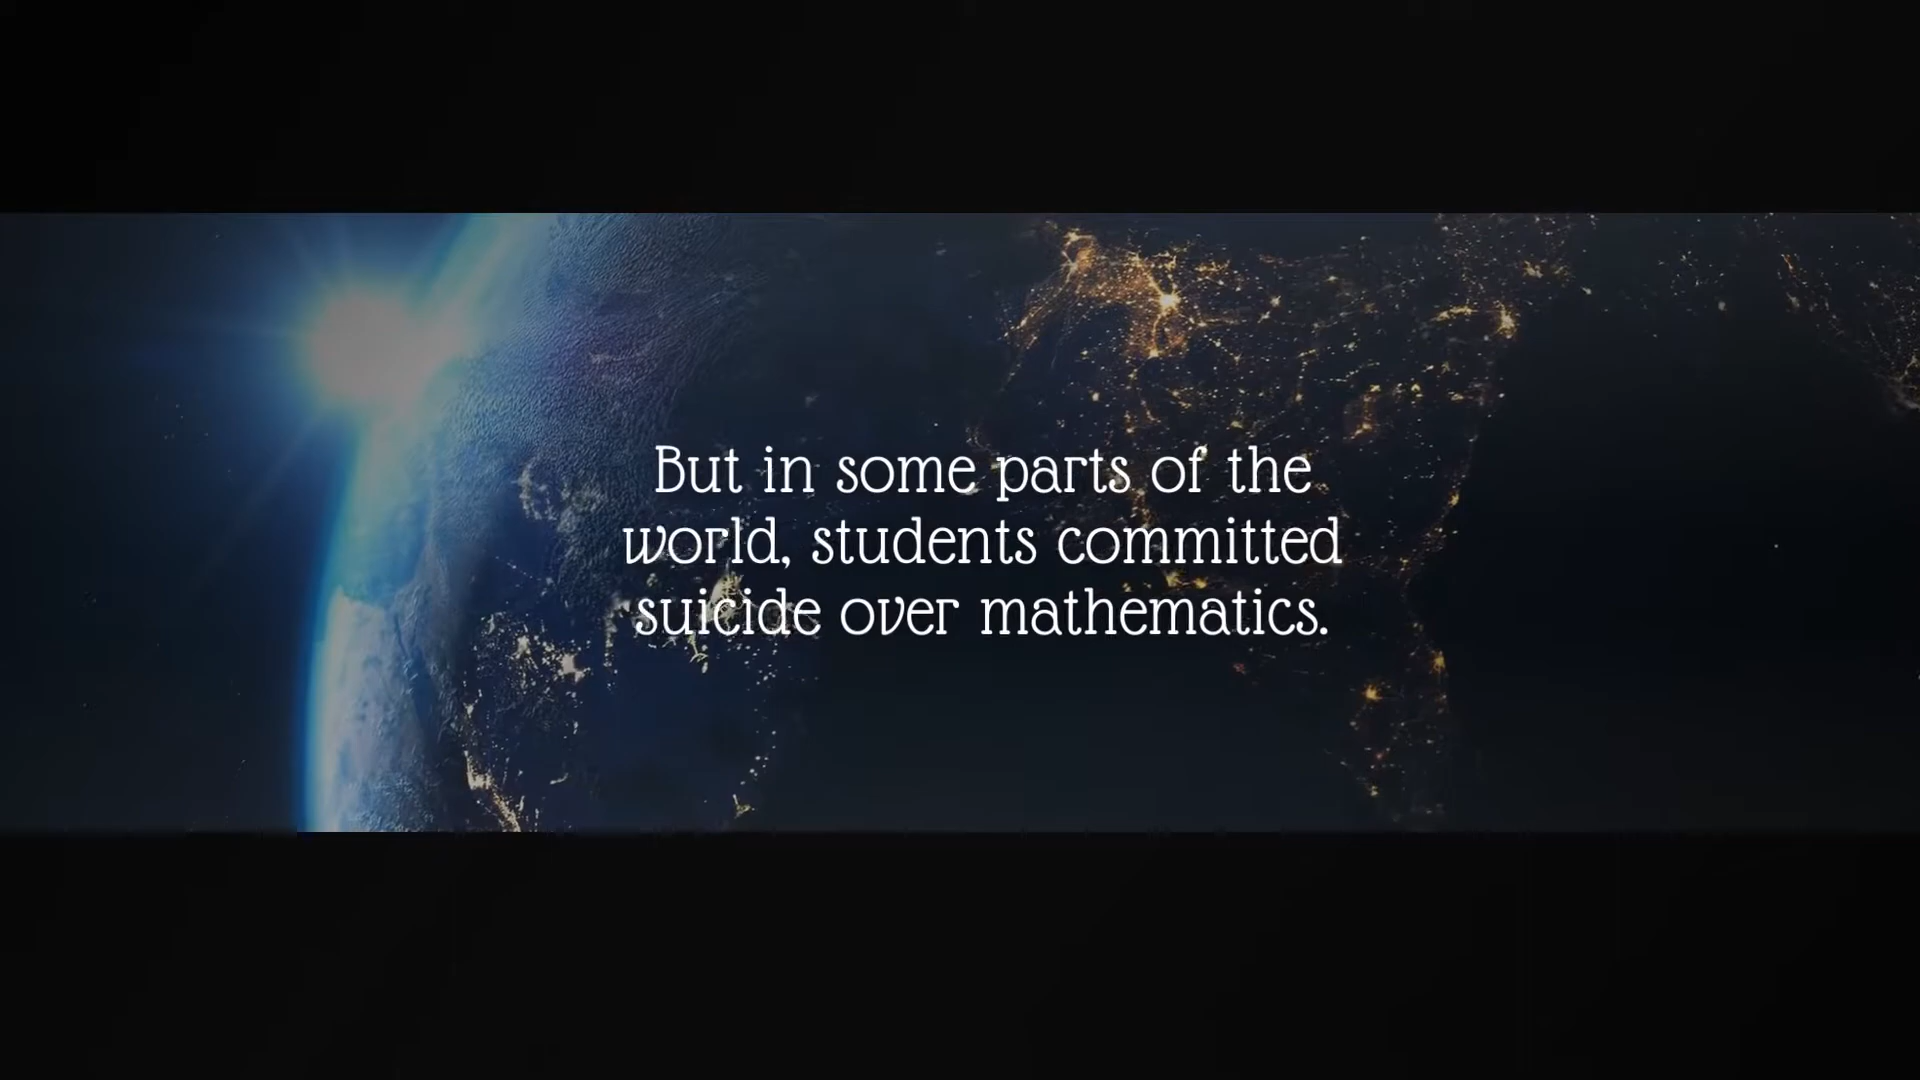 But in some parts of the
world, students committed
suicide over mathematics.